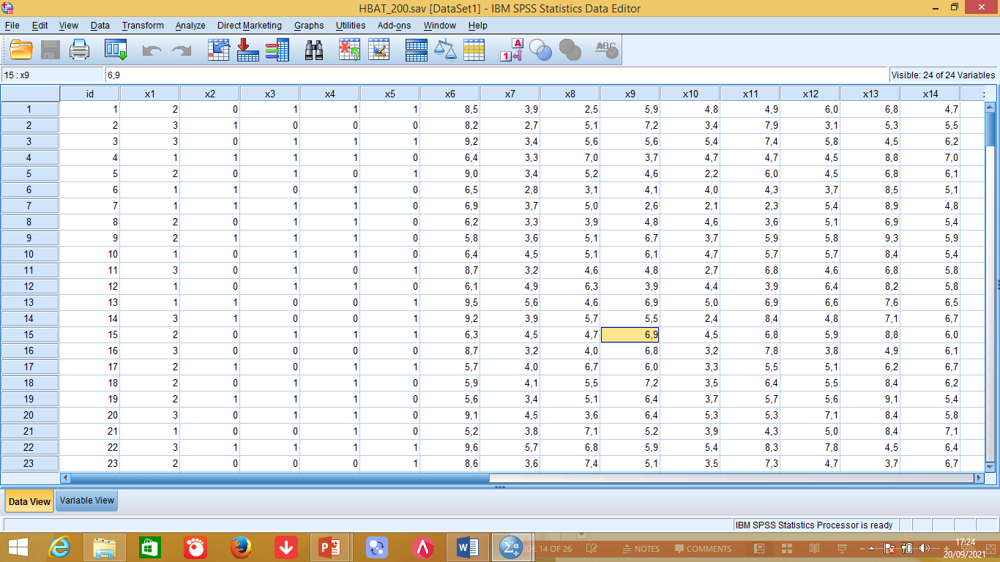 HBAT_200.sav [DataSet1] - IBM SPSS Statistics Data Editor
File Edit View Data Transform Analyze Direct Marketing Graphs Utilities Add-ons Window Help
15 : x9 6,9 Visible: 24 of 24 Variables
id x1 x2 x3 x4 x5 x6 x7 x8 x9 x10 x11 x12 x13 x14
1 1 2 0 1 1 1 8,5 3,9 2,5 5,9 4,8 4,9 6,0 6,8 4,7
2 2 3 1 0 0 0 8,2 2,7 5,1 7,2 3,4 7,9 3,1 5,3 5,5
3 3 3 0 1 1 1 9,2 3,4 5,6 5,6 5,4 7,4 5,8 4,5 6,2
4 4 1 1 1 1 0 6,4 3,3 7,0 3,7 4,7 4,7 4,5 8,8 7,0
5 5 2 0 1 0 1 9,0 3,4 5,2 4,6 2,2 6,0 4,5 6,8 6,1
6 6 1 1 0 1 0 6,5 2,8 3,1 4,1 4,0 4,3 3,7 8,5 5,1
7 7 1 1 1 1 0 6,9 3,7 5,0 2,6 2,1 2,3 5,4 8,9 4,8
8 8 2 0 1 1 0 6,2 3,3 3,9 4,8 4,6 3,6 5,1 6,9 5,4
9 9 2 1 1 1 0 5,8 3,6 5,1 6,7 3,7 5,9 5,8 9,3 5,9
10 10 1 0 1 1 0 6,4 4,5 5,1 6,1 4,7 5,7 5,7 8,4 5,4
11 11 3 0 1 0 1 8,7 3,2 4,6 4,8 2,7 6,8 4,6 6,8 5,8
12 12 1 0 1 1 0 6,1 4,9 6,3 3,9 4,4 3,9 6,4 8,2 5,8
13 13 1 1 0 0 1 9,5 5,6 4,6 6,9 5,0 6,9 6,6 7,6 6,5
14 14 3 1 0 0 1 9,2 3,9 5,7 5,5 2,4 8,4 4,8 7,1 6,7
15 15 2 0 1 1 1 6,3 4,5 4,7 6,9 4,5 6,8 5,9 8,8 6,0
16 16 3 0 0 0 0 8,7 3,2 4,0 6,8 3,2 7,8 3,8 4,9 6,1
17 17 2 1 0 1 1 5,7 4,0 6,7 6,0 3,3 5,5 5,1 6,2 6,7
18 18 2 0 1 1 0 5,9 4,1 5,5 7,2 3,5 6,4 5,5 8,4 6,2
19 19 2 1 1 1 0 5,6 3,4 5,1 6,4 3,7 5,7 5,6 9,1 5,4
20 20 3 0 1 1 0 9,1 4,5 3,6 6,4 5,3 5,3 7,1 8,4 5,8
21 21 1 0 0 1 0 5,2 3,8 7,1 5,2 3,9 4,3 5,0 8,4 7,1
22 22 3 1 1 1 1 9,6 5,7 6,8 5,9 5,4 8,3 7,8 4,5 6,4
23 23 2 0 0 0 1 8,6 3,6 7,4 5,1 3,5 7,3 4,7 3,7 6,7
Data View Variable View
IBM SPSS Statistics Processor is ready
14 OF 26 NOTES COMMENTS
17:24
20/09/2021